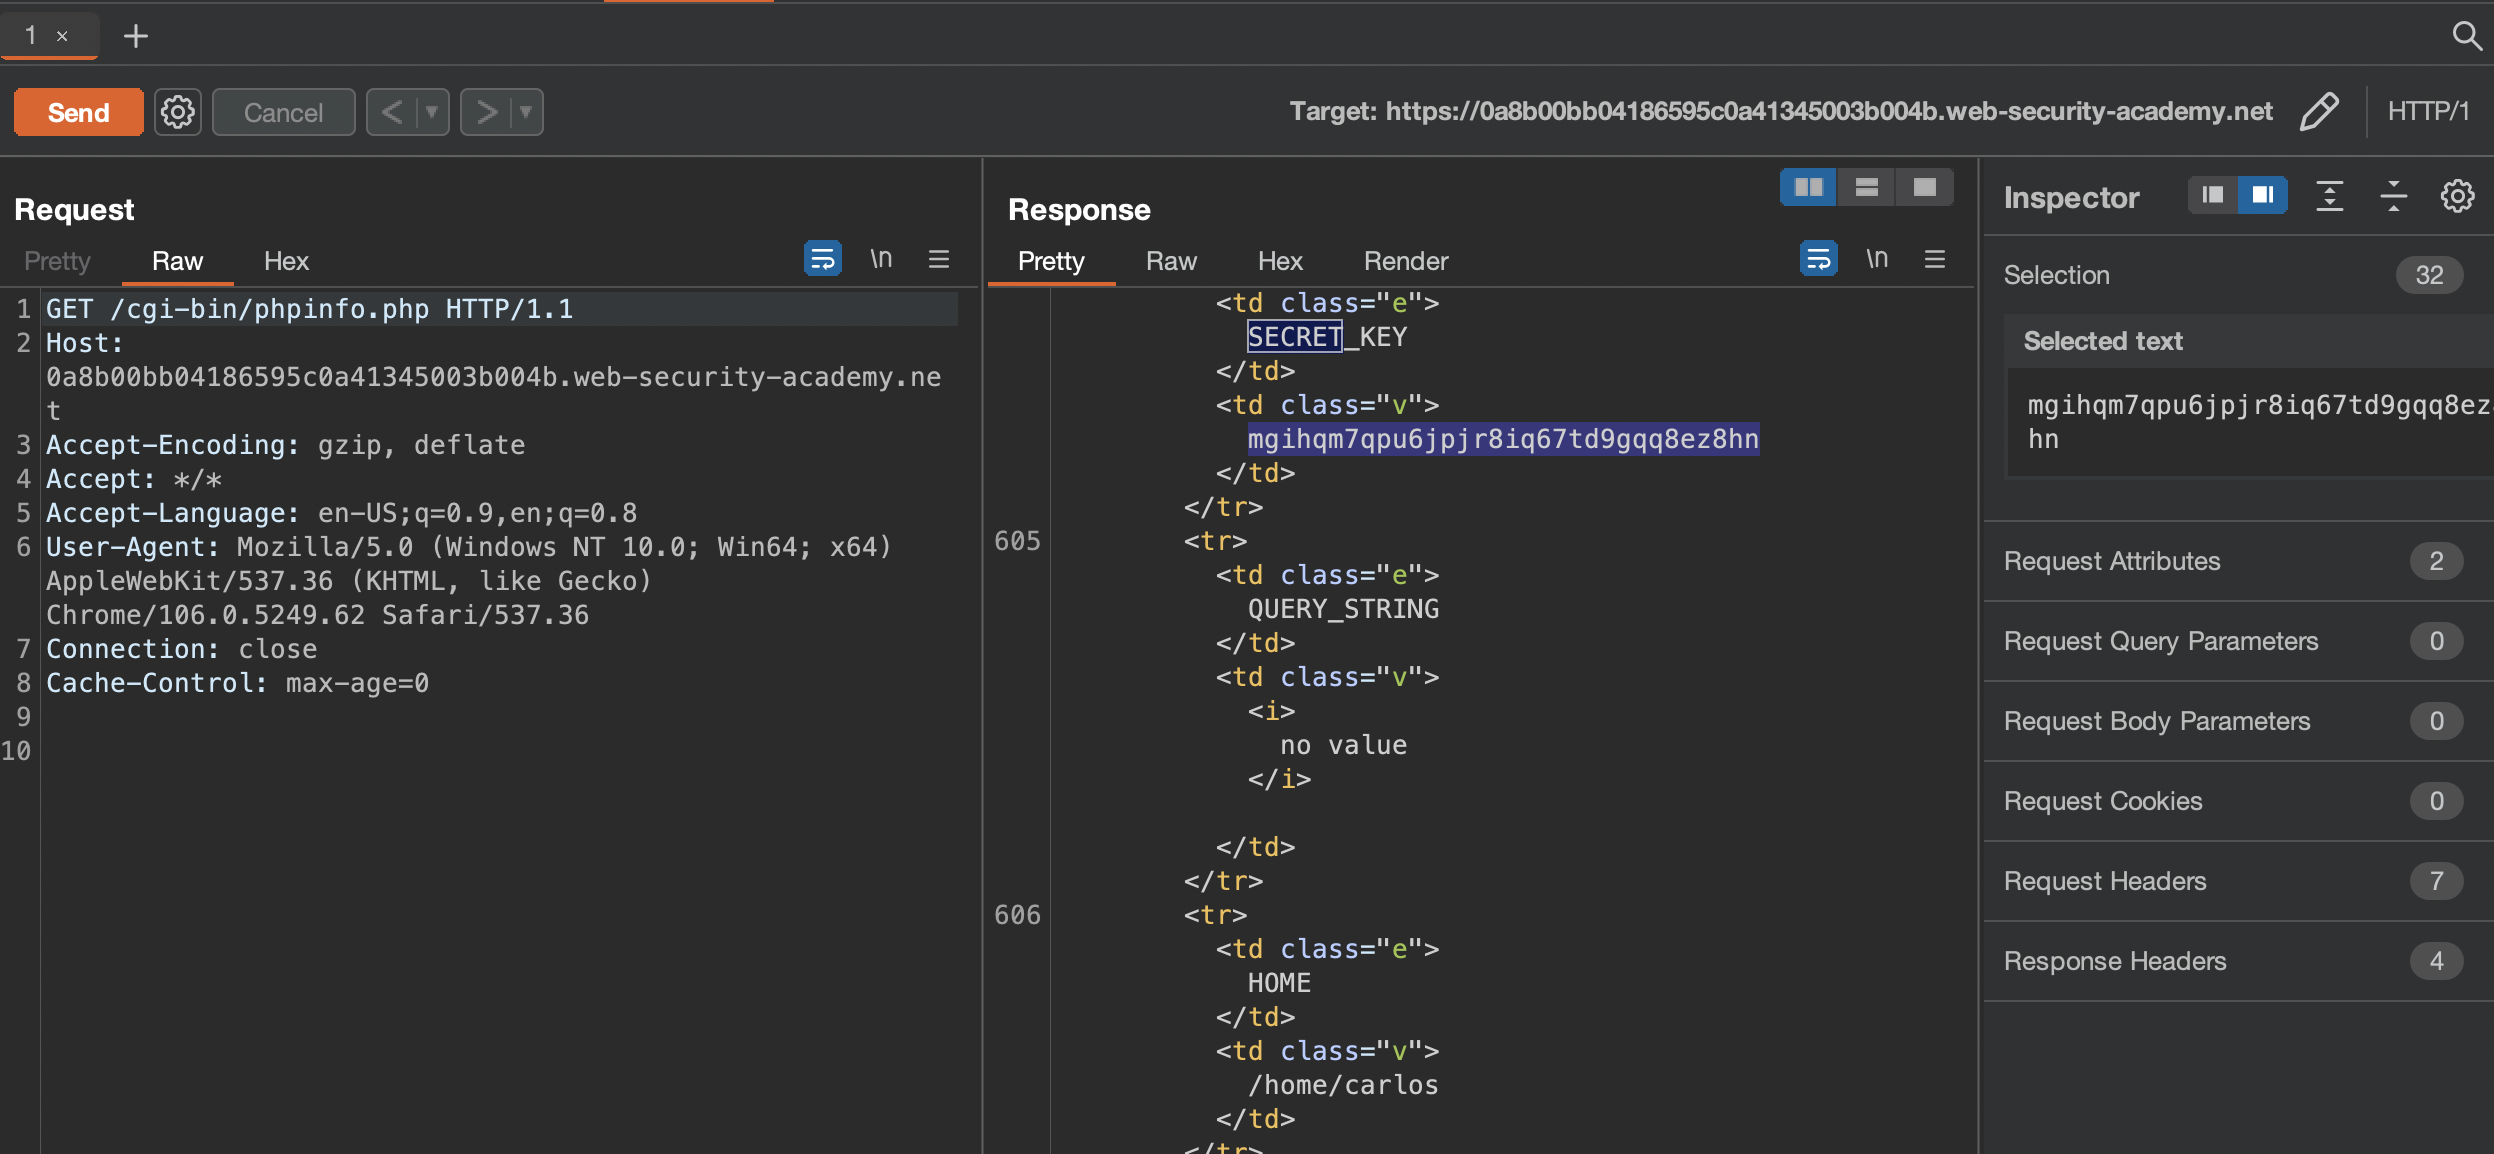 1 × +
Send
Cancel
< ▼
> ▼
Target: https://0a8b00bb04186595c0a41345003b004b.web-security-academy.net
HTTP/1
Request
Pretty Raw Hex
\n
1 GET /cgi-bin/phpinfo.php HTTP/1.1
2 Host:
0a8b00bb04186595c0a41345003b004b.web-security-academy.ne
t
3 Accept-Encoding: gzip, deflate
4 Accept: */*
5 Accept-Language: en-US;q=0.9,en;q=0.8
6 User-Agent: Mozilla/5.0 (Windows NT 10.0; Win64; x64)
AppleWebKit/537.36 (KHTML, like Gecko)
Chrome/106.0.5249.62 Safari/537.36
7 Connection: close
8 Cache-Control: max-age=0
9
10
Response
Pretty Raw Hex Render
\n
<td class="e">
SECRET_KEY
</td>
<td class="v">
mgihqm7qpu6jpjr8iq67td9gqq8ez8hn
</td>
</tr>
605 <tr>
<td class="e">
QUERY_STRING
</td>
<td class="v">
<i>
no value
</i>
</td>
</tr>
606 <tr>
<td class="e">
HOME
</td>
<td class="v">
/home/carlos
</td>
</tr>
Inspector
Selection 32
Selected text
mgihqm7qpu6jpjr8iq67td9gqq8ez
hn
Request Attributes 2
Request Query Parameters 0
Request Body Parameters 0
Request Cookies 0
Request Headers 7
Response Headers 4